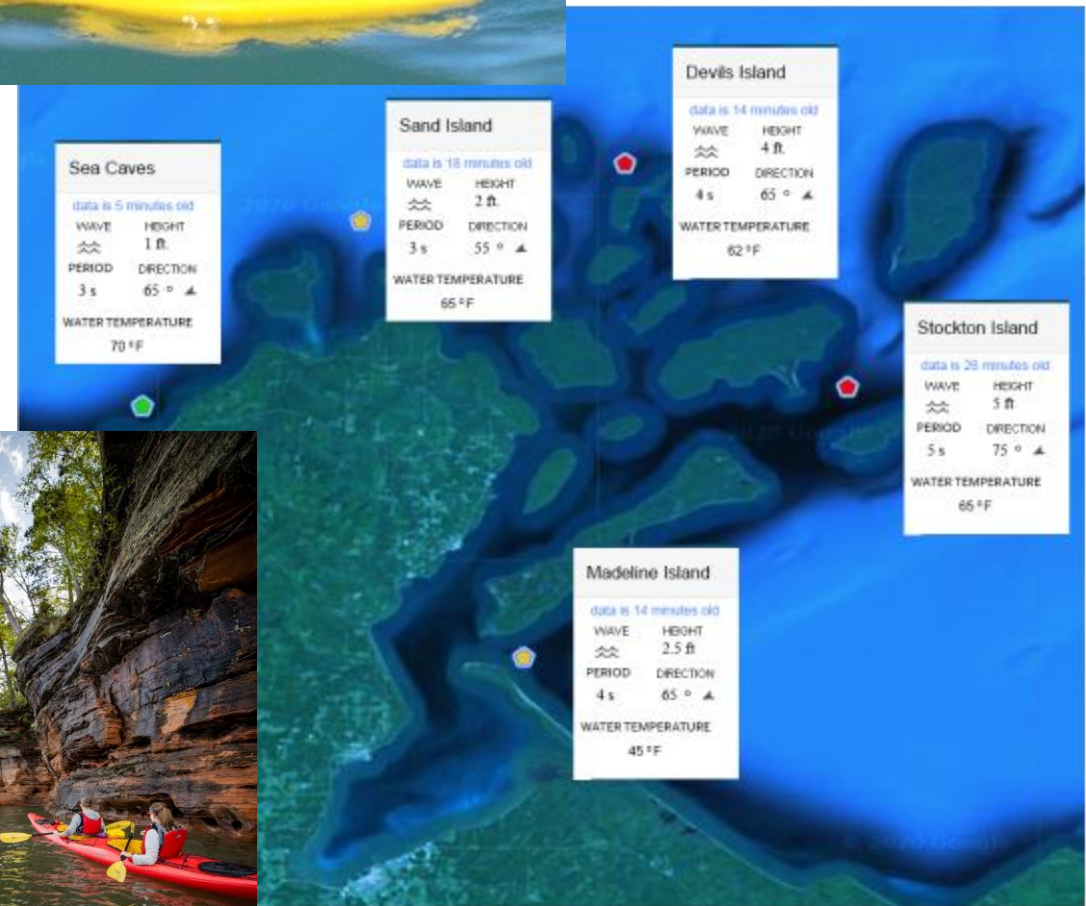 Devils Island
data is 14 minutes old
WAVE HEIGHT
4 ft.
PERIOD DIRECTION
4 s 65 °
WATER TEMPERATURE
62 °F
Sand Island
data is 18 minutes old
WAVE HEIGHT
2 ft.
PERIOD DIRECTION
3 s 55 °
WATER TEMPERATURE
65 °F
Sea Caves
data is 5 minutes old
WAVE HEIGHT
1 ft.
PERIOD DIRECTION
3 s 65 °
WATER TEMPERATURE
70 °F
Stockton Island
data is 28 minutes old
WAVE HEIGHT
5 ft
PERIOD DIRECTION
5 s 75 °
WATER TEMPERATURE
65 °F
Madeline Island
data is 14 minutes old
WAVE HEIGHT
2.5 ft
PERIOD DIRECTION
4 s 65 °
WATER TEMPERATURE
45 °F